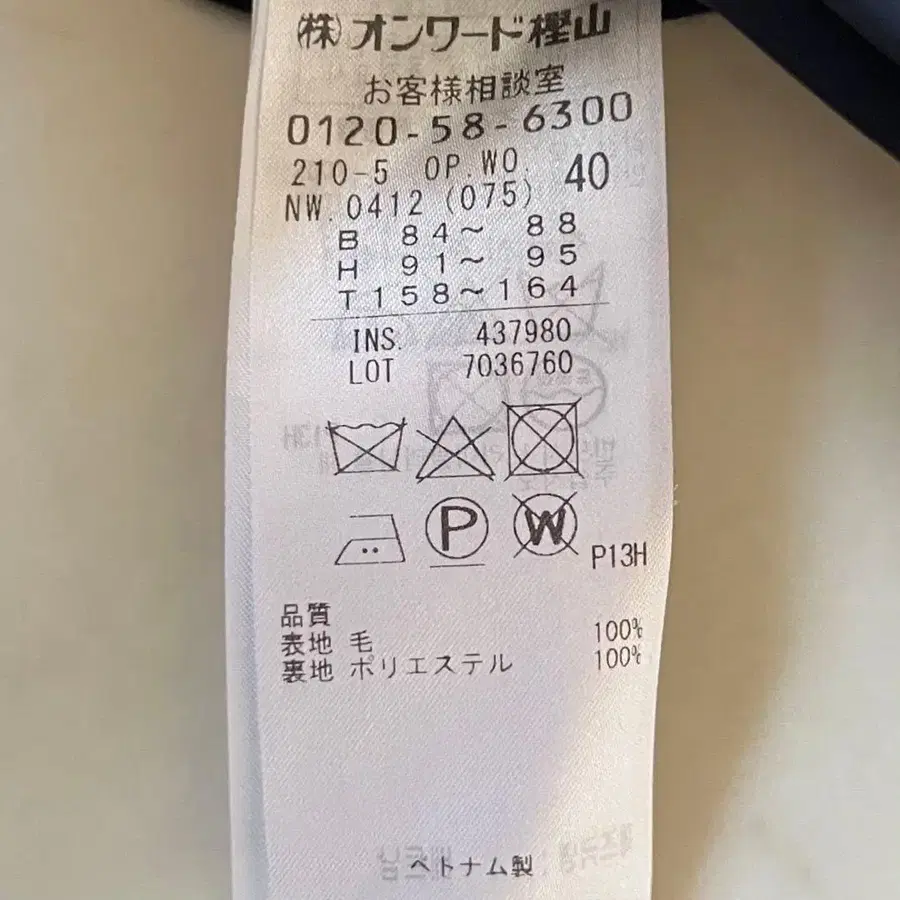 (株)オンワード樫山
お客様相談室
0120-58-6300
210-5 OP.WO. 40
NW.0412(075)
B 84~ 88
H 91~ 95
T158~164
INS. 437980
LOT 7036760
P W P13H
品質
表地 毛 100%
裏地 ポリエステル 100%
ベトナム製